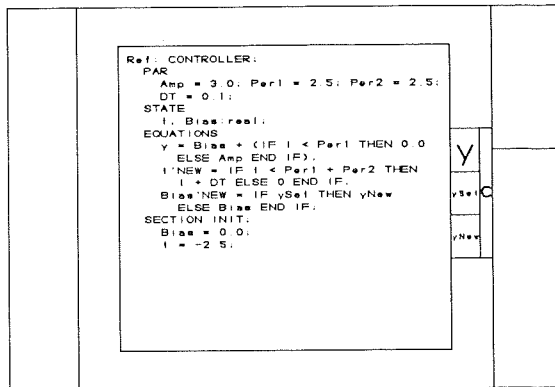 Ref: CONTROLLER;
PAR
Amp = 3.0; Per1 = 2.5; Per2 = 2.5;
DT = 0.1;
STATE
t, Bias:real;
EQUATIONS
y = Bias + (IF t < Per1 THEN 0.0
ELSE Amp END IF);
t'NEW = IF t < Per1 + Per2 THEN
t + DT ELSE 0 END IF;
Bias'NEW = IF ySet THEN yNew
ELSE Bias END IF;
SECTION INIT;
Bias = 0.0;
t = -2.5;
y
ySet
yNew